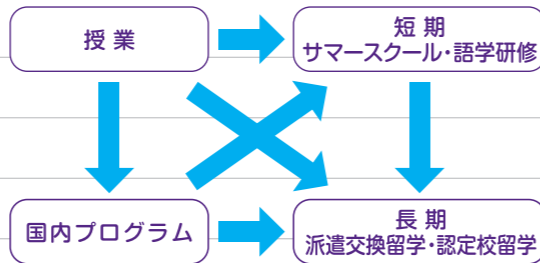 授業
短期
サマースクール・語学研修
国内プログラム
長期
派遣交換留学・認定校留学